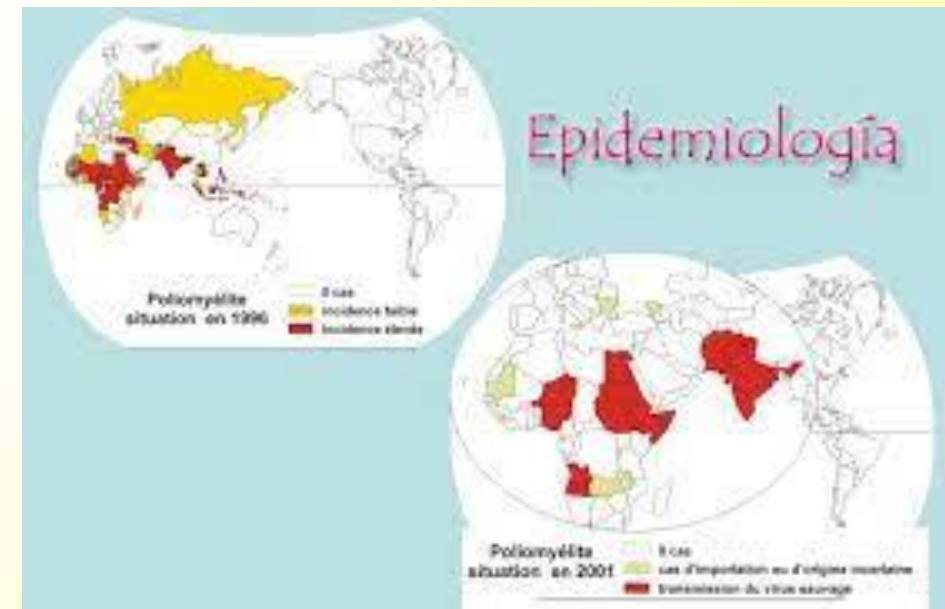 Epidemiología
Poliomyélite
situation en 1996
0 cas
incidence faible
incidence élevée
Poliomyélite
situation en 2001
0 cas
cas d'importation ou d'origine incertaine
transmission du virus sauvage